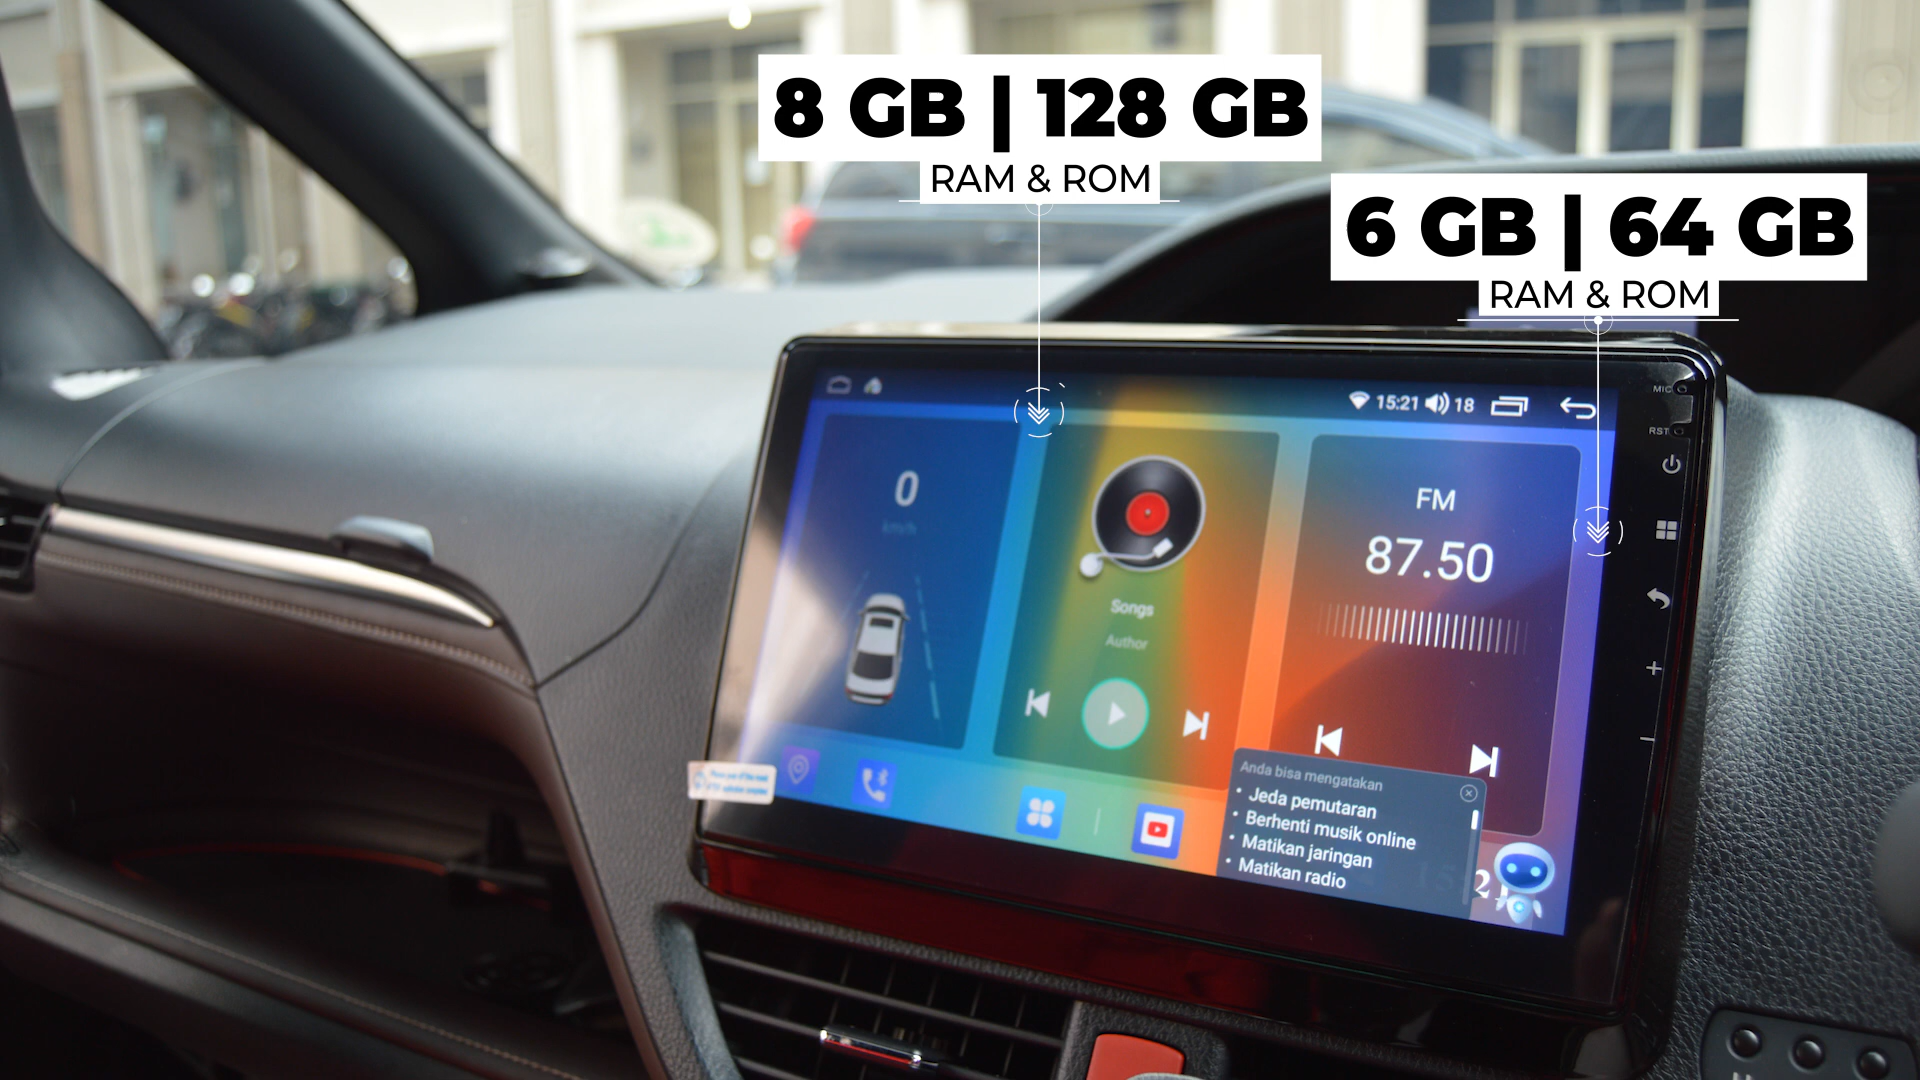 8 GB | 128 GB
RAM & ROM
6 GB | 64 GB
RAM & ROM
15:21 18
MIC
RST
0
km/h
FM
87.50
Songs
Author
Anda bisa mengatakan
• Jeda pemutaran
• Berhenti musik online
• Matikan jaringan
• Matikan radio